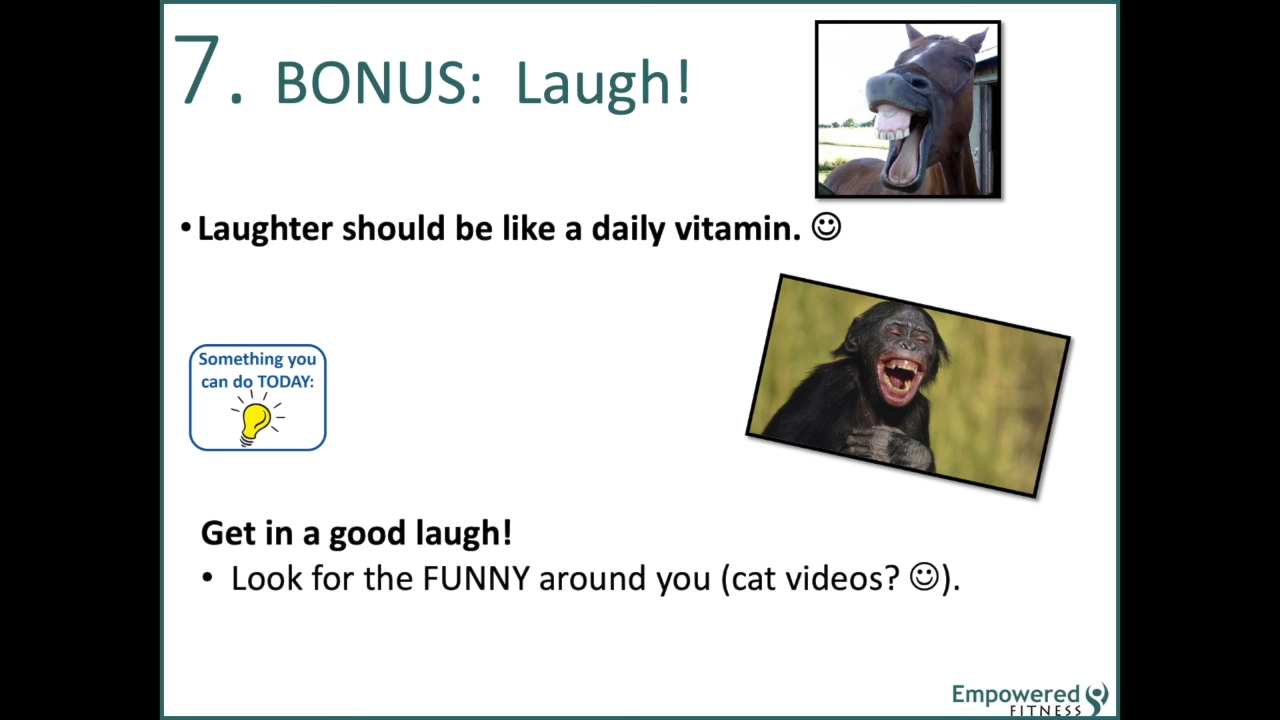 7. BONUS: Laugh!
• Laughter should be like a daily vitamin. ☺
Something you
can do TODAY:
Get in a good laugh!
• Look for the FUNNY around you (cat videos? ☺).
Empowered
FITNESS